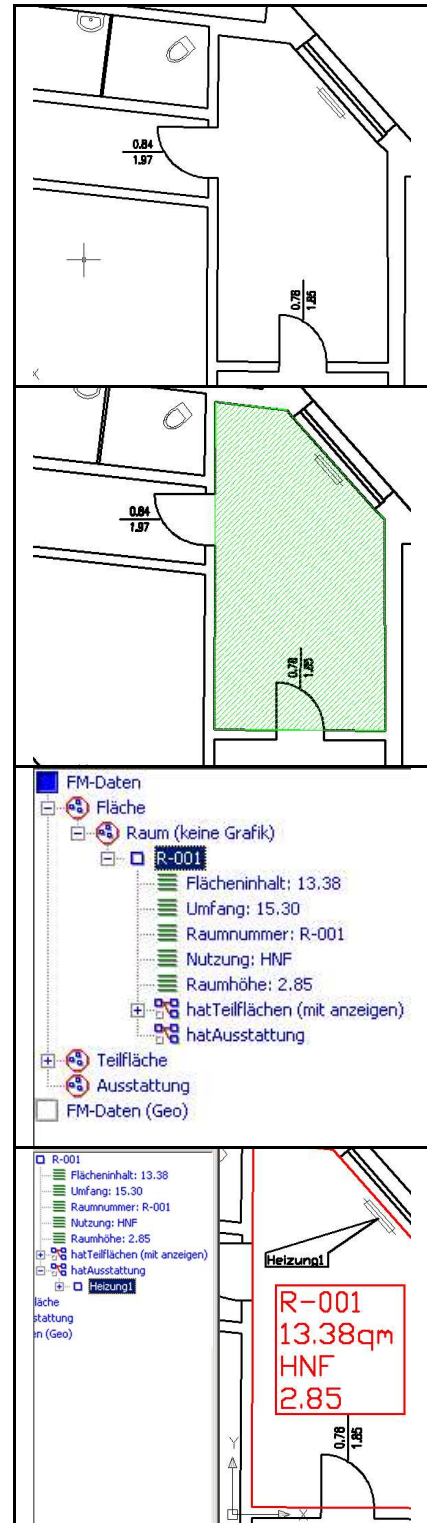 0.84
1.97
0.78
1.85
X
0.84
1.97
0.78
1.85
FM-Daten
Fläche
Raum (keine Grafik)
R-001
Flächeninhalt: 13.38
Umfang: 15.30
Raumnummer: R-001
Nutzung: HNF
Raumhöhe: 2.85
hatTeilflächen (mit anzeigen)
hatAusstattung
Teilfläche
Ausstattung
FM-Daten (Geo)
R-001
Flächeninhalt: 13.38
Umfang: 15.30
Raumnummer: R-001
Nutzung: HNF
Raumhöhe: 2.85
hatTeilflächen (mit anzeigen)
hatAusstattung
Heizung1
läche
stattung
en (Geo)
Heizung1
R-001
13.38qm
HNF
2.85
0.78
1.85
Y
X